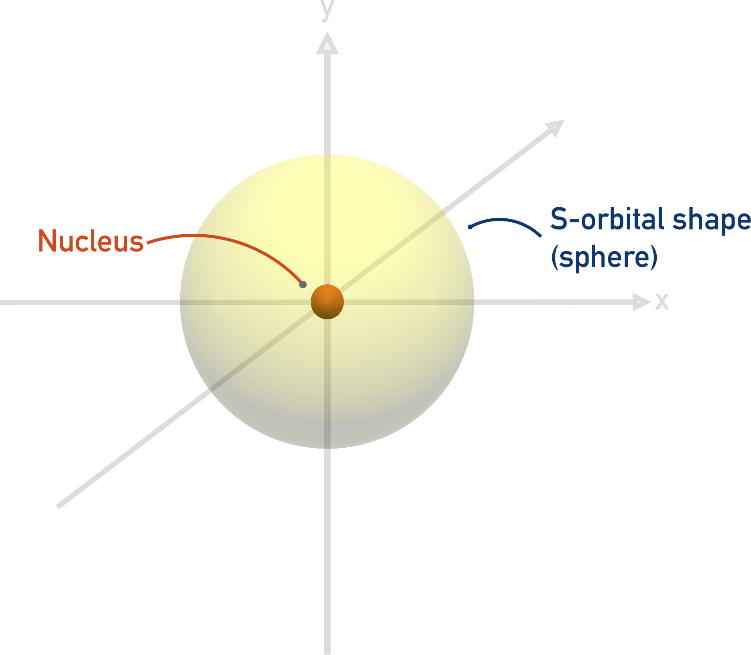 y
Nucleus
S-orbital shape
(sphere)
x